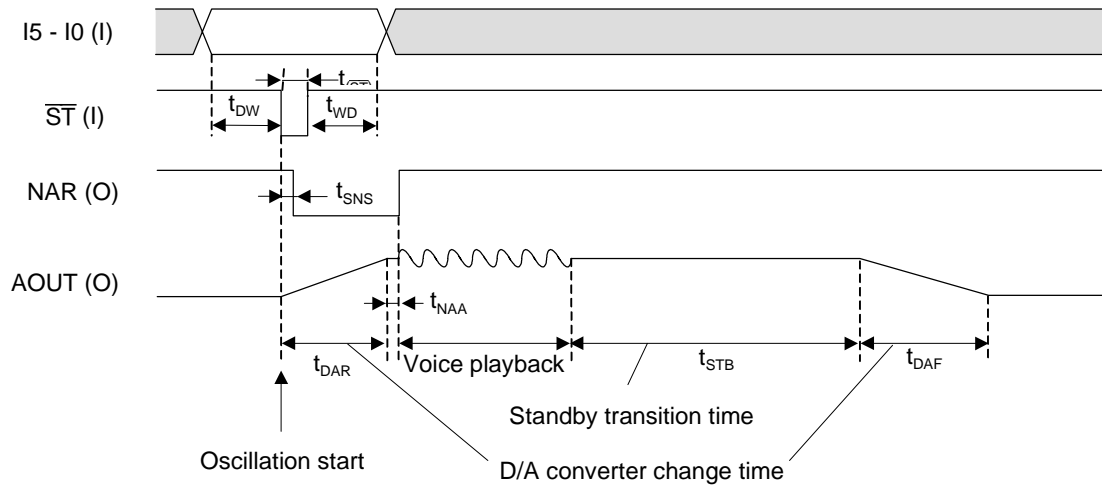 I5 - I0 (I)
ST (I)
tDW
tWD
NAR (O)
tSNS
AOUT (O)
tNAA
tDAR
Voice playback
tSTB
tDAF
Standby transition time
Oscillation start
D/A converter change time